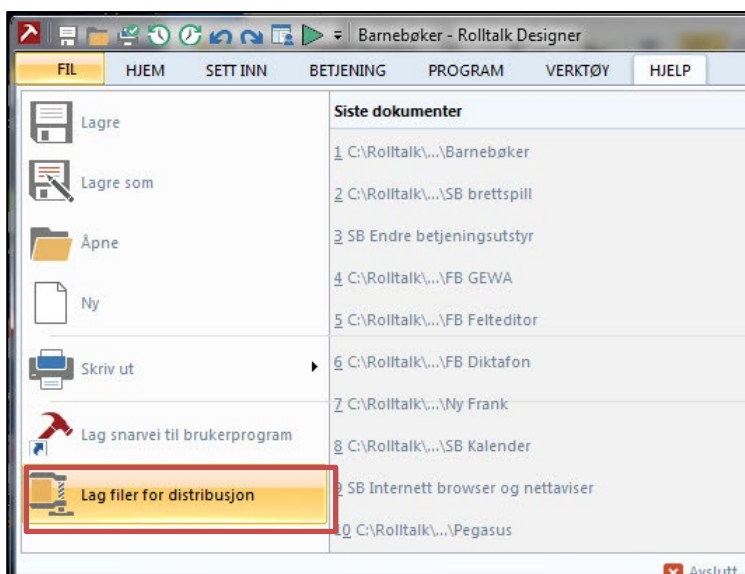 Barnebøker - Rolltalk Designer
FIL HJEM SETT INN BETJENING PROGRAM VERKTØY HJELP
Lagre
Lagre som
Åpne
Ny
Skriv ut
Lag snarvei til brukerprogram
Lag filer for distribusjon
Siste dokumenter
1 C:\Rolltalk\...\Barnebøker
2 C:\Rolltalk\...\SB brettspill
3 SB Endre betjeningsutstyr
4 C:\Rolltalk\...\FB GEWA
5 C:\Rolltalk\...\FB Felteditor
6 C:\Rolltalk\...\FB Diktafon
7 C:\Rolltalk\...\Ny Frank
8 C:\Rolltalk\...\SB Kalender
9 SB Internett browser og nettaviser
10 C:\Rolltalk\...\Pegasus
Avslutt